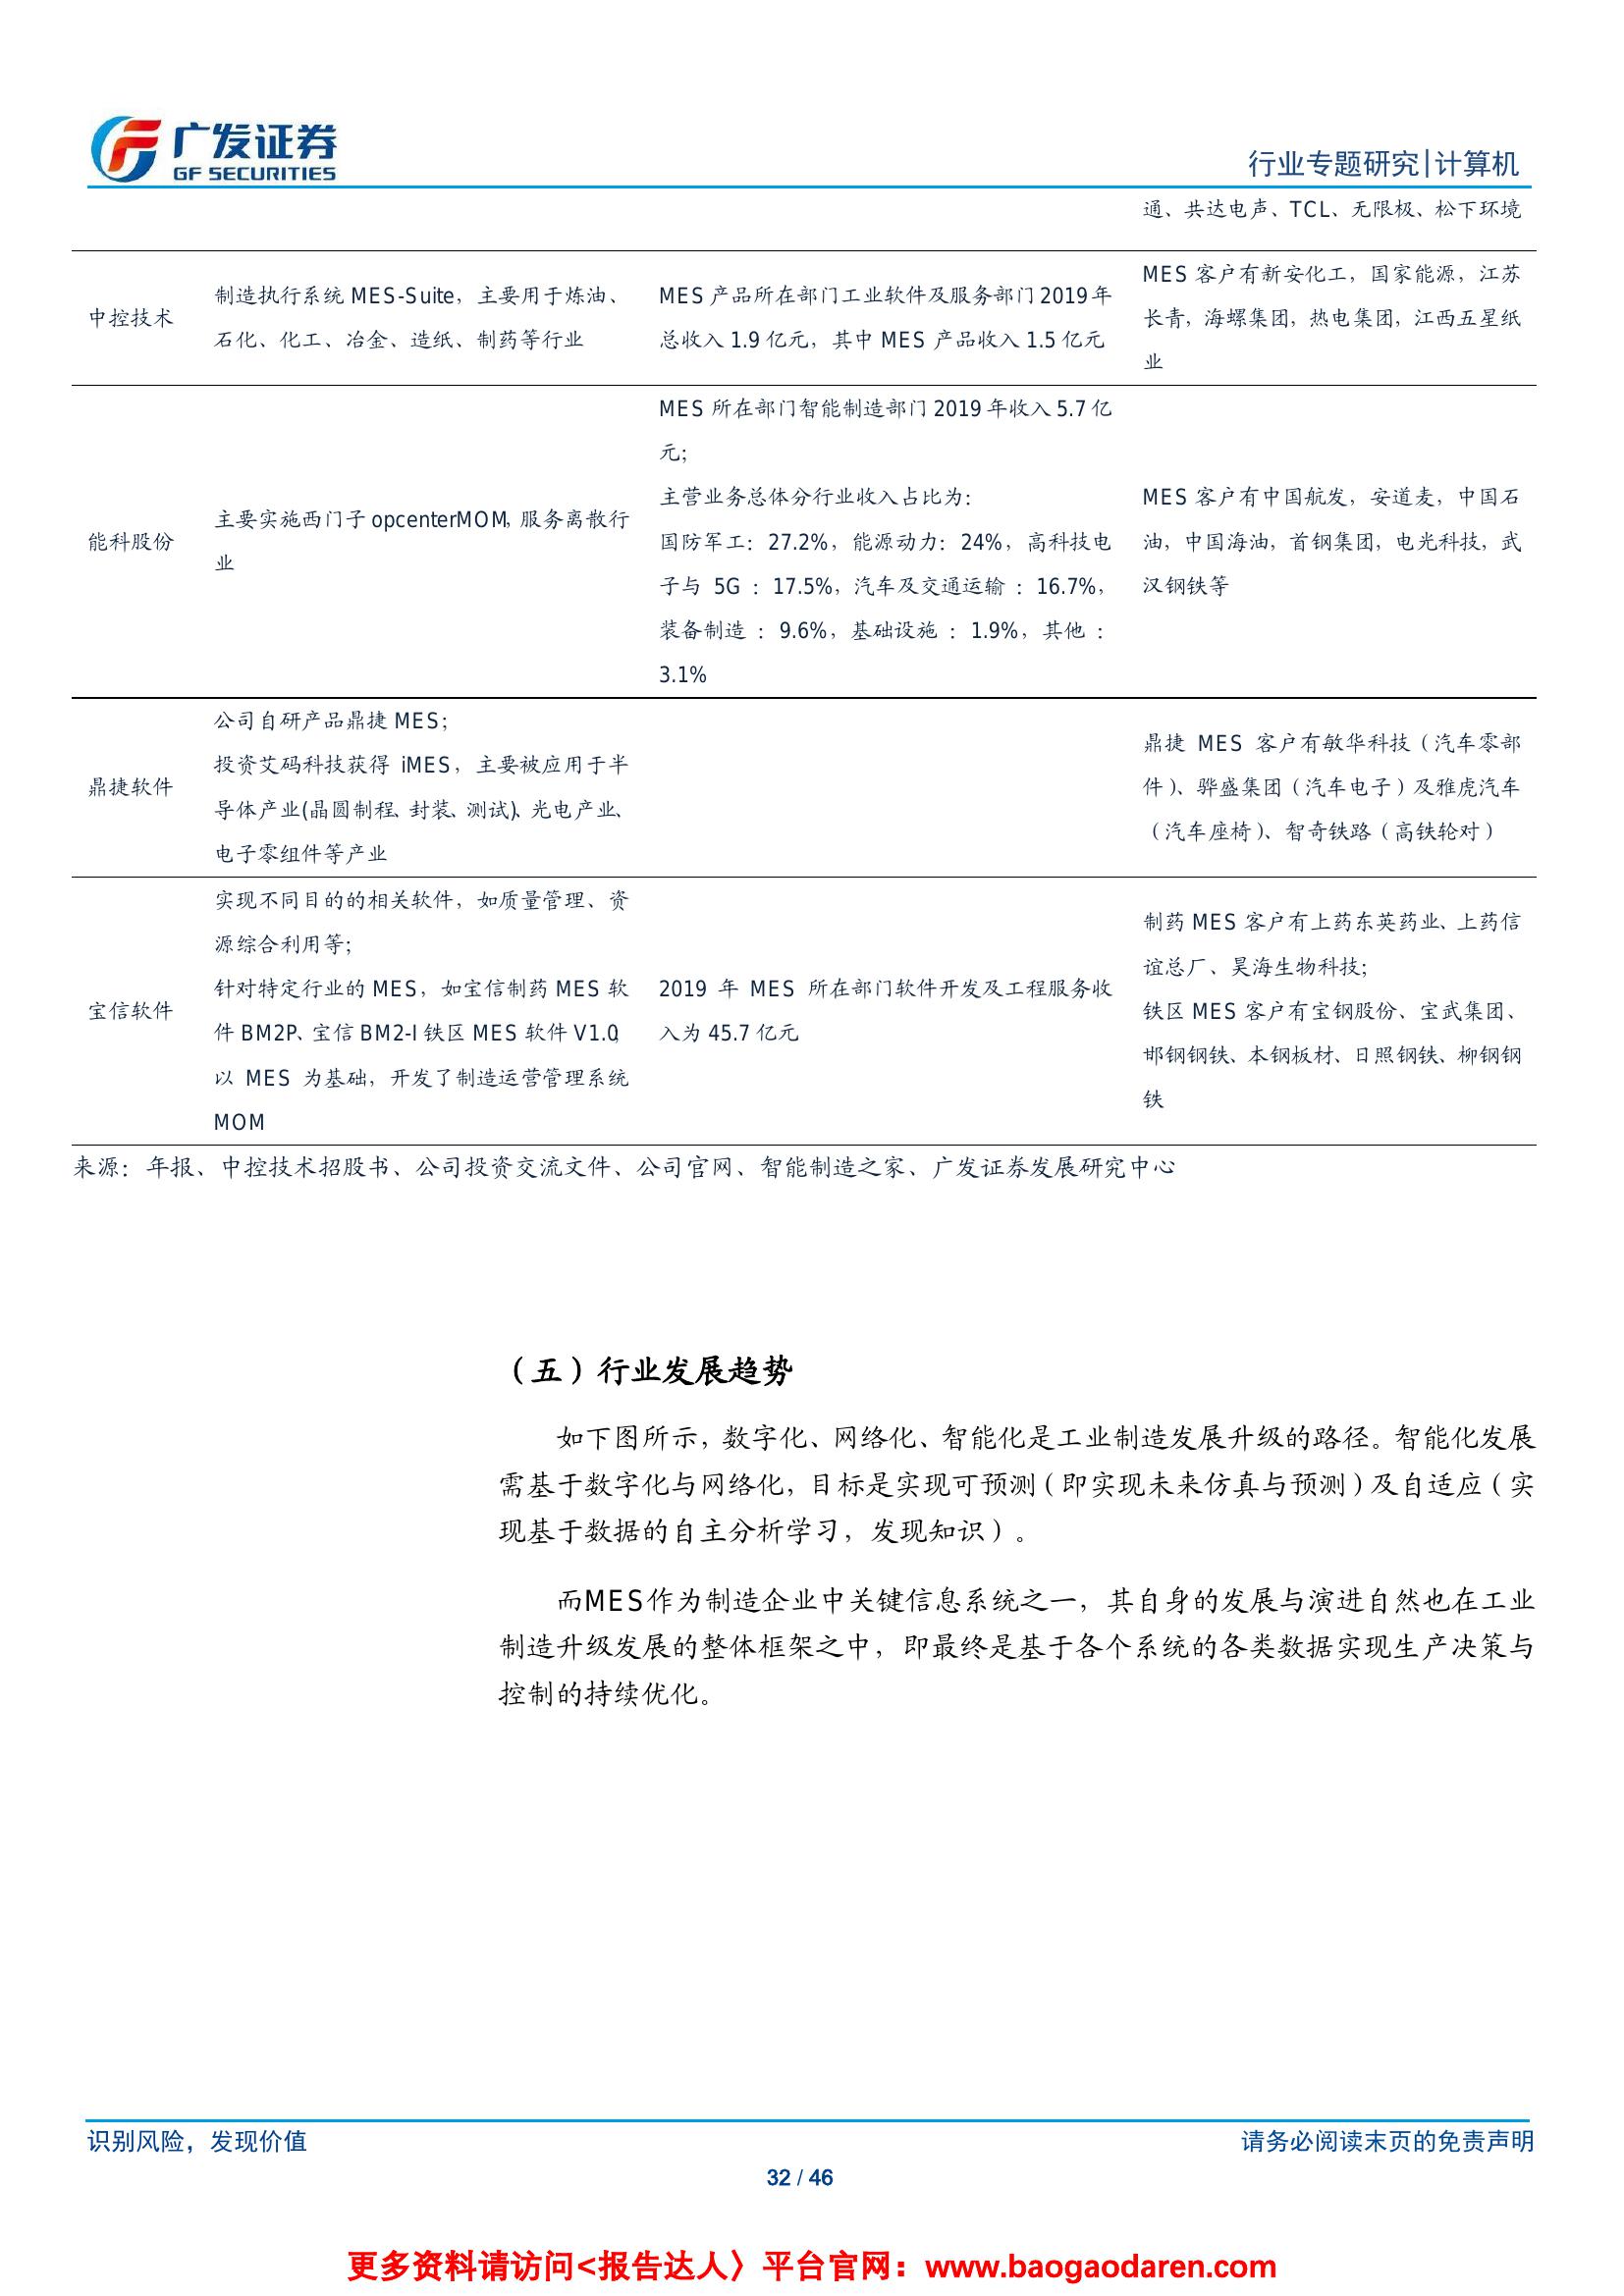 广发证券
GF SECURITIES
行业专题研究|计算机
通、共达电声、TCL、无限极、松下环境
中控技术
制造执行系统 MES-Suite，主要用于炼油、
石化、化工、冶金、造纸、制药等行业
MES 产品所在部门工业软件及服务部门 2019 年
总收入 1.9 亿元，其中 MES 产品收入 1.5 亿元
MES 客户有新安化工，国家能源，江苏
长青，海螺集团，热电集团，江西五星纸
业
能科股份
主要实施西门子 opcenterMOM，服务离散行
业
MES 所在部门智能制造部门 2019 年收入 5.7 亿
元；
主营业务总体分行业收入占比为：
国防军工：27.2%，能源动力：24%，高科技电
子与 5G ：17.5%，汽车及交通运输 ：16.7%，
装备制造 ：9.6%，基础设施 ：1.9%，其他 ：
3.1%
MES 客户有中国航发，安道麦，中国石
油，中国海油，首钢集团，电光科技，武
汉钢铁等
鼎捷软件
公司自研产品鼎捷 MES；
投资艾码科技获得 iMES，主要被应用于半
导体产业(晶圆制程、封装、测试)、光电产业、
电子零组件等产业
鼎捷 MES 客户有敏华科技（汽车零部
件）、骅盛集团（汽车电子）及雅虎汽车
（汽车座椅）、智奇铁路（高铁轮对）
宝信软件
实现不同目的的相关软件，如质量管理、资
源综合利用等；
针对特定行业的 MES，如宝信制药 MES 软
件 BM2P、宝信 BM2-I 铁区 MES 软件 V1.0；
以 MES 为基础，开发了制造运营管理系统
MOM
2019 年 MES 所在部门软件开发及工程服务收
入为 45.7 亿元
制药 MES 客户有上药东英药业、上药信
谊总厂、昊海生物科技；
铁区 MES 客户有宝钢股份、宝武集团、
邯钢钢铁、本钢板材、日照钢铁、柳钢钢
铁
来源：年报、中控技术招股书、公司投资交流文件、公司官网、智能制造之家、广发证券发展研究中心
（五）行业发展趋势
如下图所示，数字化、网络化、智能化是工业制造发展升级的路径。智能化发展
需基于数字化与网络化，目标是实现可预测（即实现未来仿真与预测）及自适应（实
现基于数据的自主分析学习，发现知识）。
而MES作为制造企业中关键信息系统之一，其自身的发展与演进自然也在工业
制造升级发展的整体框架之中，即最终是基于各个系统的各类数据实现生产决策与
控制的持续优化。
识别风险，发现价值
请务必阅读末页的免责声明
32 / 46
更多资料请访问<报告达人〉平台官网：www.baogaodaren.com